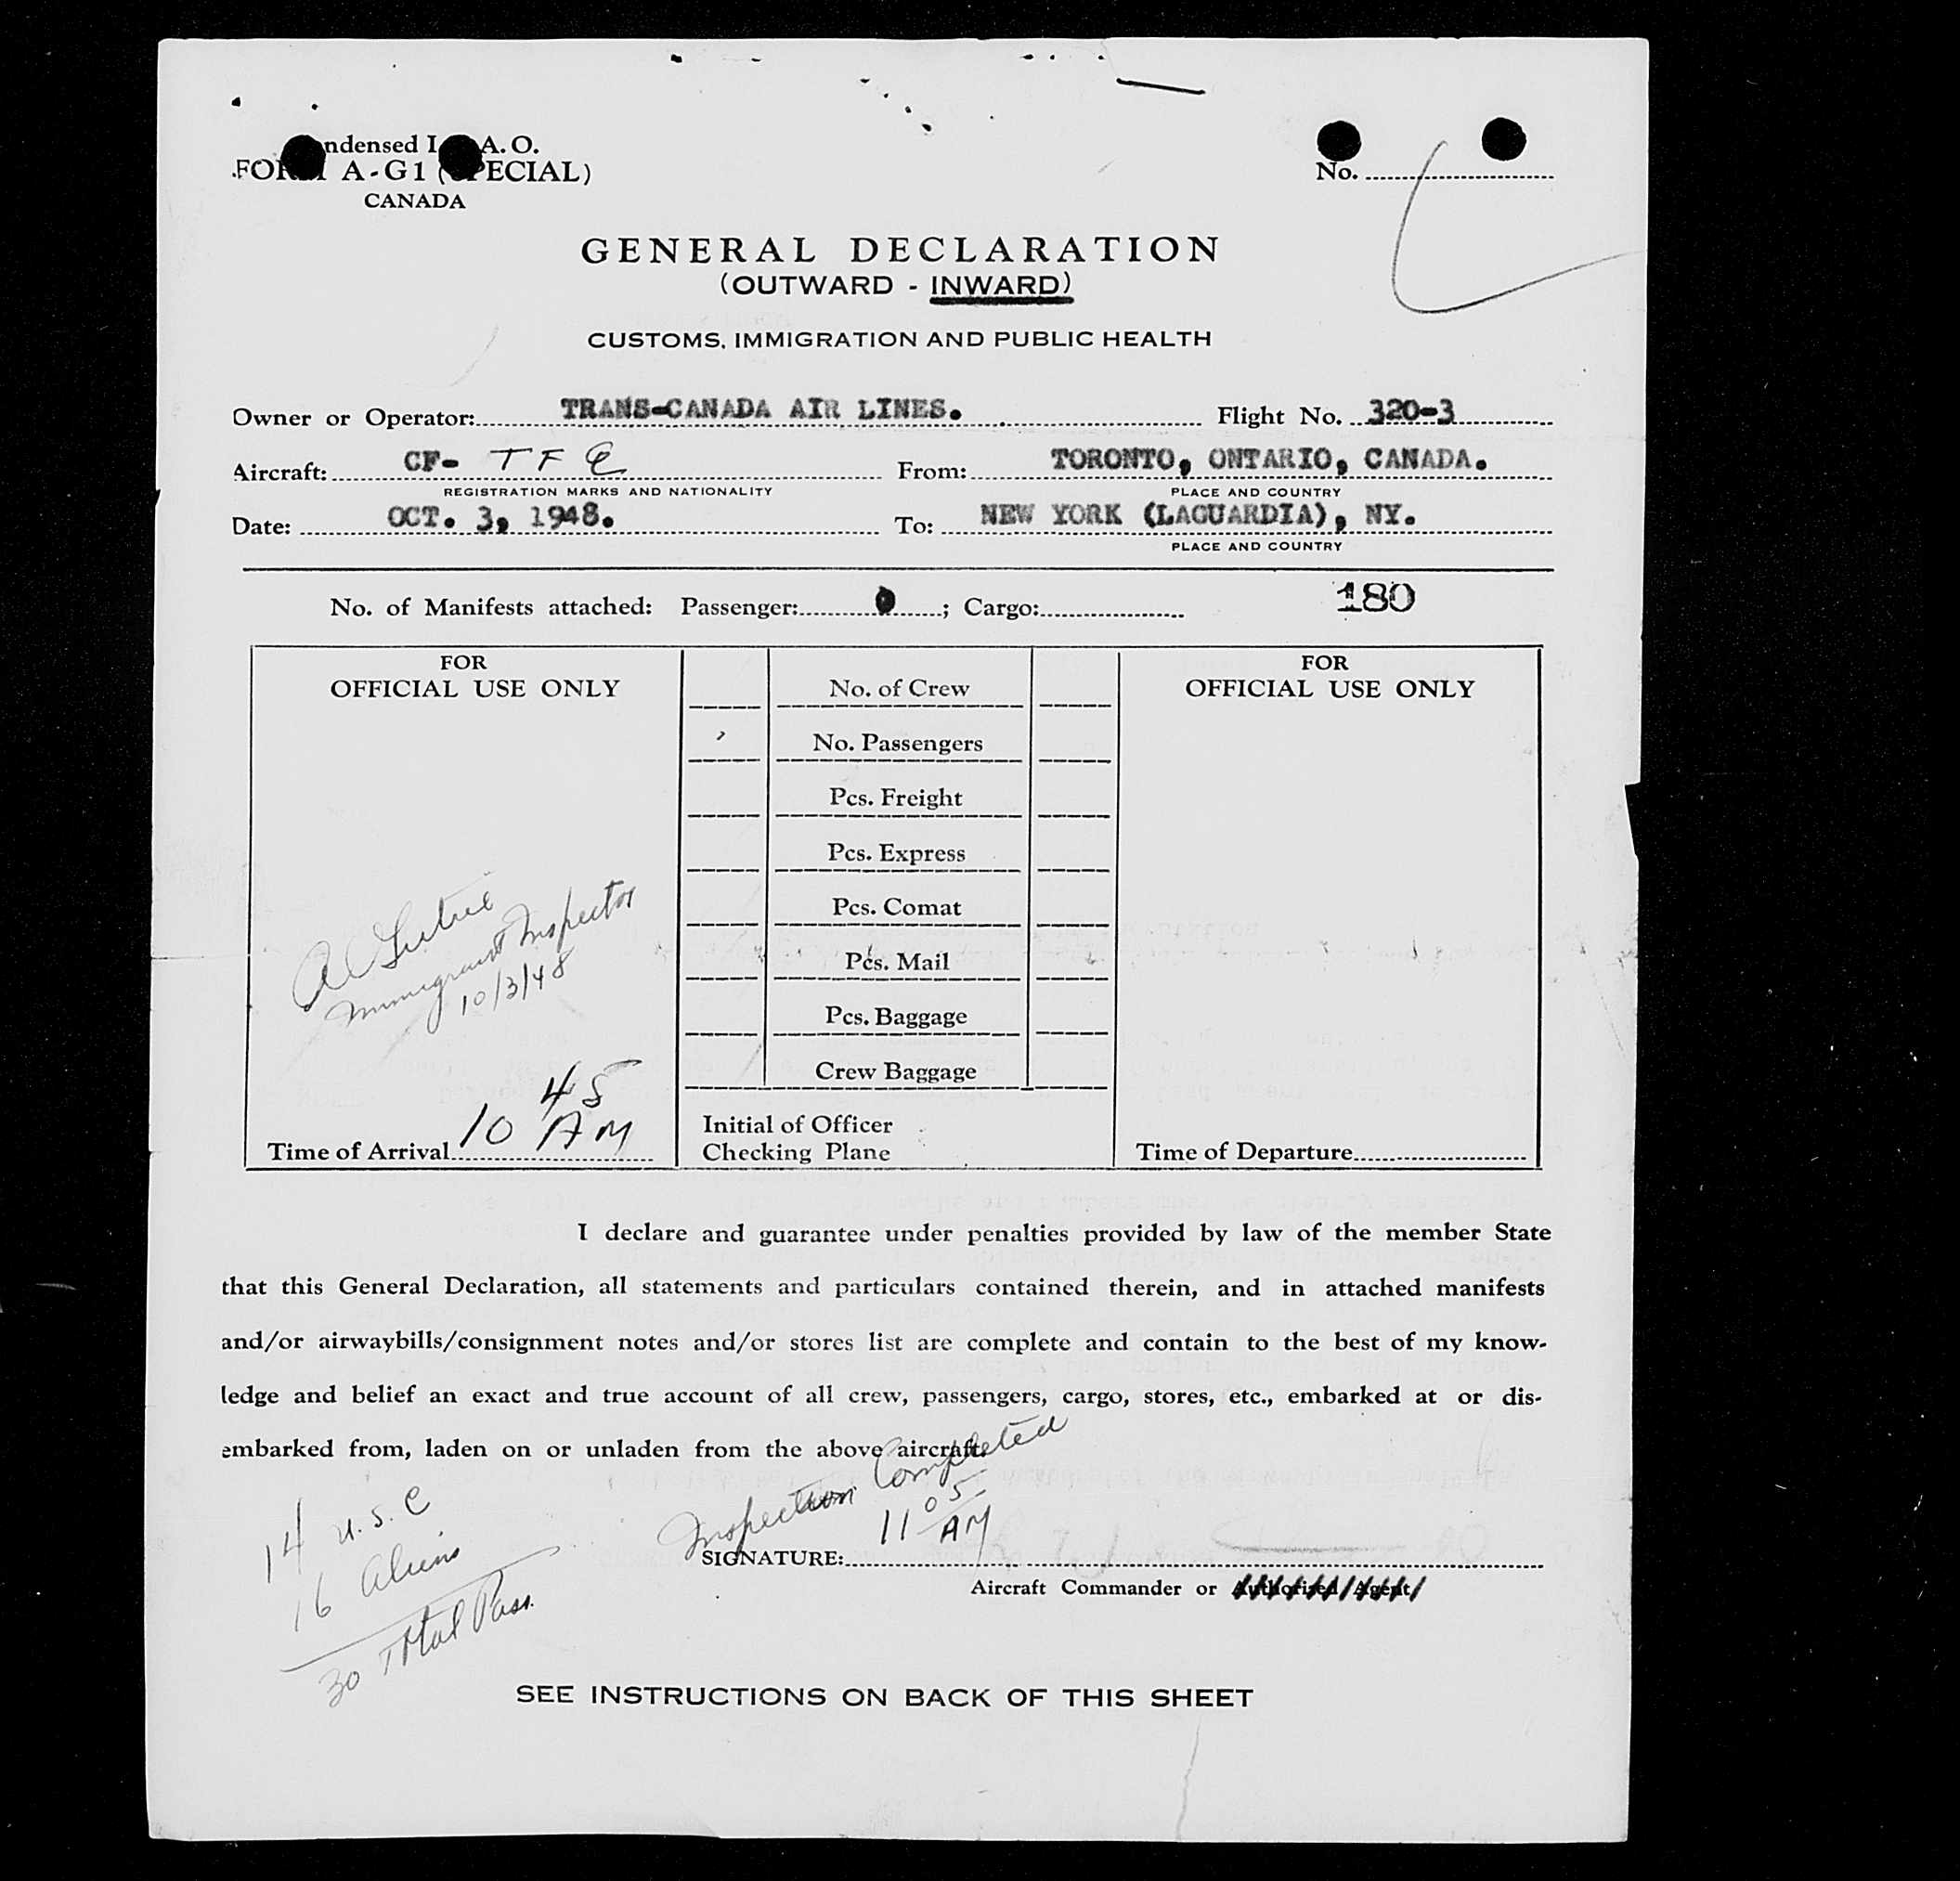 ndensed I A. O.
FOR A-G1 ( PECIAL)
CANADA
No.
GENERAL DECLARATION
(OUTWARD - INWARD)
CUSTOMS, IMMIGRATION AND PUBLIC HEALTH
Owner or Operator: TRANS-CANADA AIR LINES. Flight No. 320-3
Aircraft: CF- TF From: TORONTO, ONTARIO, CANADA.
REGISTRATION MARKS AND NATIONALITY PLACE AND COUNTRY
Date: OCT. 3, 1948. To: NEW YORK (LAGUARDIA), NY.
PLACE AND COUNTRY
No. of Manifests attached: Passenger: ; Cargo: 180
FOR
OFFICIAL USE ONLY
Immigrant Inspector
10/3/48
Time of Arrival 10 45 AM
No. of Crew
No. Passengers
Pcs. Freight
Pcs. Express
Pcs. Comat
Pcs. Mail
Pcs. Baggage
Crew Baggage
Initial of Officer
Checking Plane
FOR
OFFICIAL USE ONLY
Time of Departure
I declare and guarantee under penalties provided by law of the member State
that this General Declaration, all statements and particulars contained therein, and in attached manifests
and/or airwaybills/consignment notes and/or stores list are complete and contain to the best of my know-
ledge and belief an exact and true account of all crew, passengers, cargo, stores, etc., embarked at or dis-
embarked from, laden on or unladen from the above aircraft.
Inspection Completed
11 05 AM
14 U.S.C
16 Aliens
30 Total Pass.
SIGNATURE:
Aircraft Commander or Authorized Agent
SEE INSTRUCTIONS ON BACK OF THIS SHEET